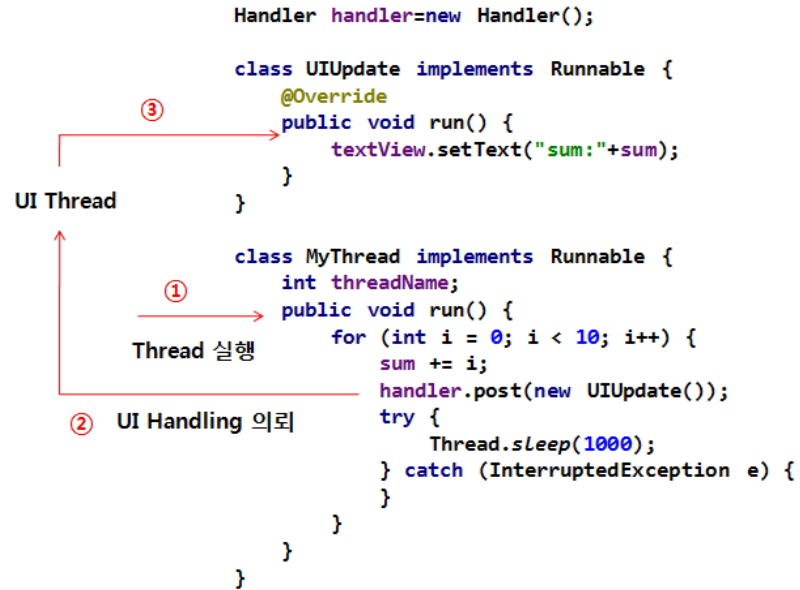 Handler handler=new Handler();
class UIUpdate implements Runnable {
@Override
③
public void run() {
textView.setText("sum:"+sum);
}
UI Thread
}
class MyThread implements Runnable {
int threadName;
①
public void run() {
for (int i = 0; i < 10; i++) {
Thread 실행
sum += i;
handler.post(new UIUpdate());
② UI Handling 의뢰
try {
Thread.sleep(1000);
} catch (InterruptedException e) {
}
}
}
}